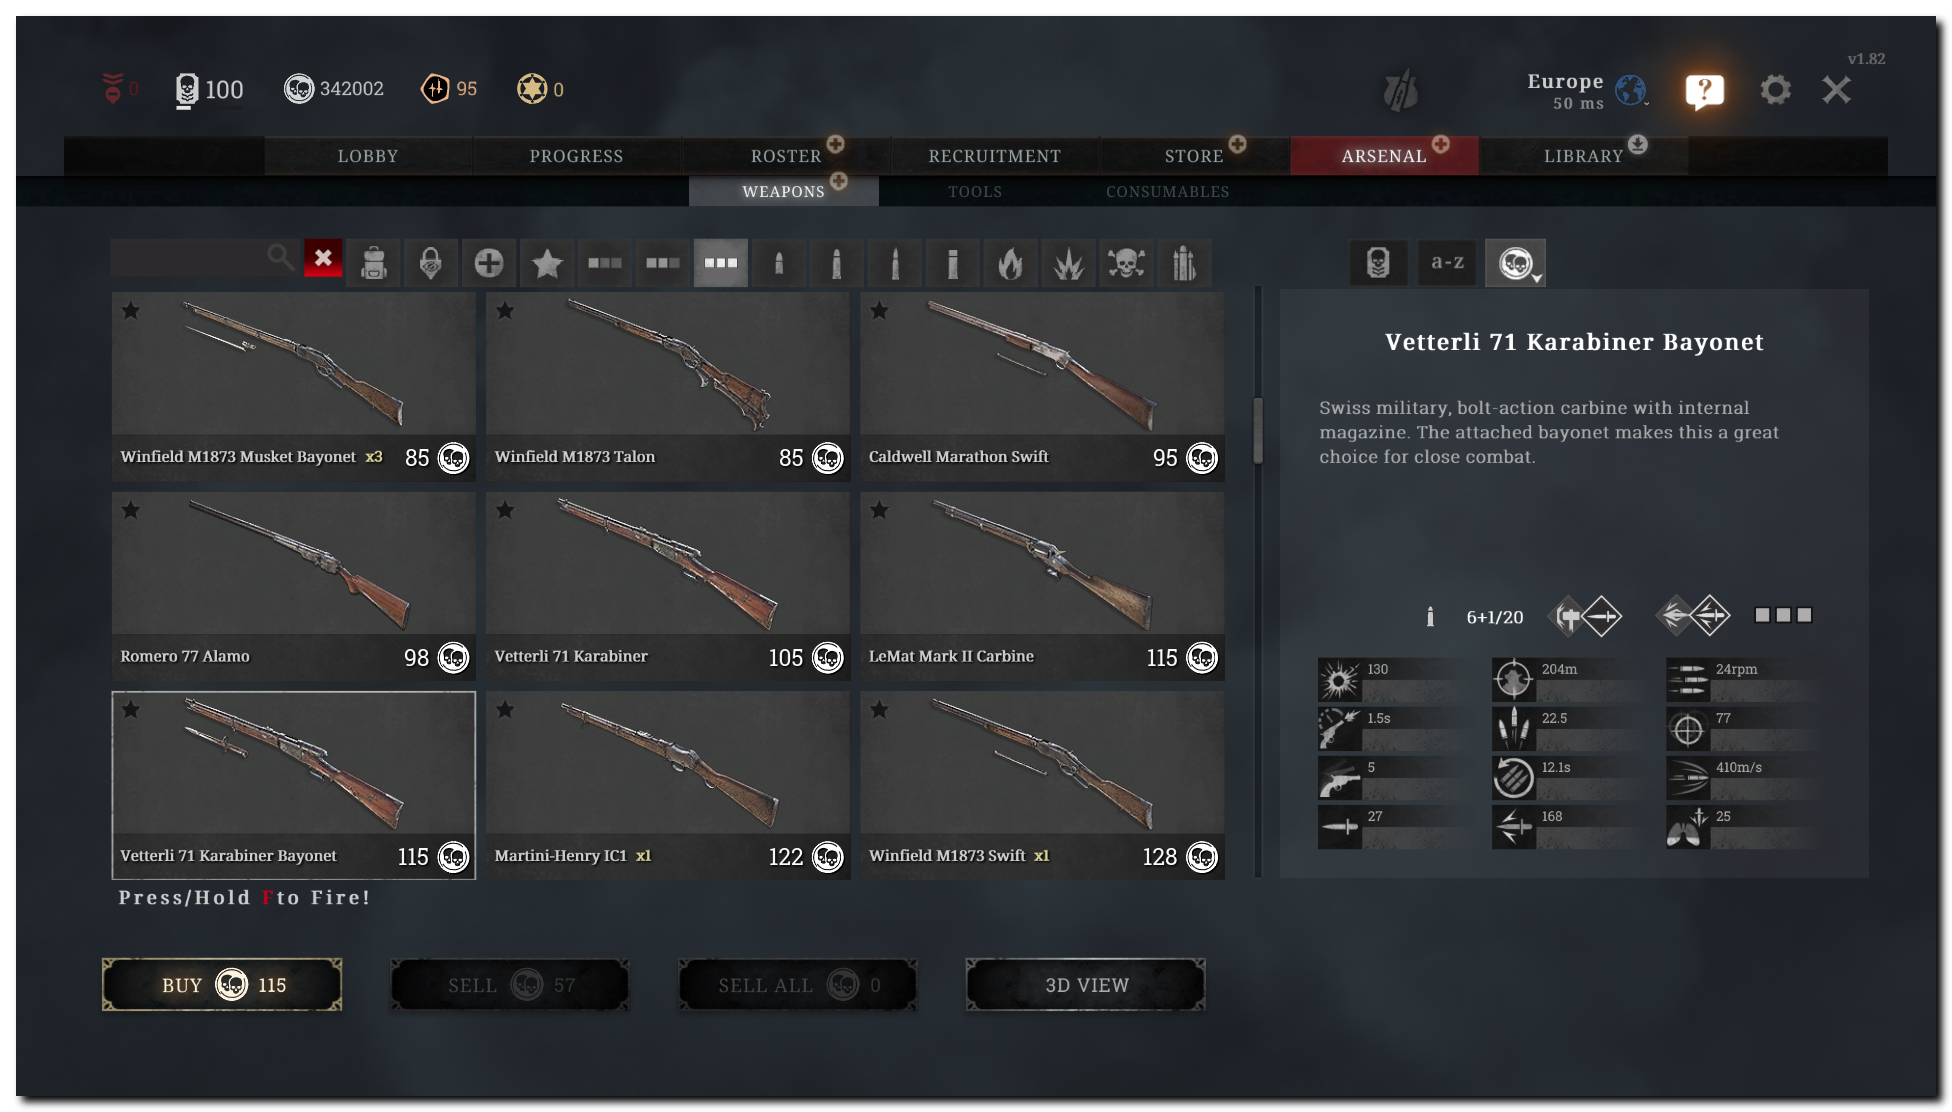 v1.82
0 100 342002 95 0
Europe
50 ms
?
LOBBY PROGRESS ROSTER RECRUITMENT STORE ARSENAL LIBRARY
WEAPONS TOOLS CONSUMABLES
a-z
Winfield M1873 Musket Bayonet x3 85
Winfield M1873 Talon 85
Caldwell Marathon Swift 95
Romero 77 Alamo 98
Vetterli 71 Karabiner 105
LeMat Mark II Carbine 115
Vetterli 71 Karabiner Bayonet 115
Martini-Henry IC1 x1 122
Winfield M1873 Swift x1 128
Press/Hold F to Fire!
BUY 115
SELL 57
SELL ALL 0
3D VIEW
Vetterli 71 Karabiner Bayonet
Swiss military, bolt-action carbine with internal
magazine. The attached bayonet makes this a great
choice for close combat.
6+1/20
130 204m 24rpm
1.5s 22.5 77
5 12.1s 410m/s
27 168 25